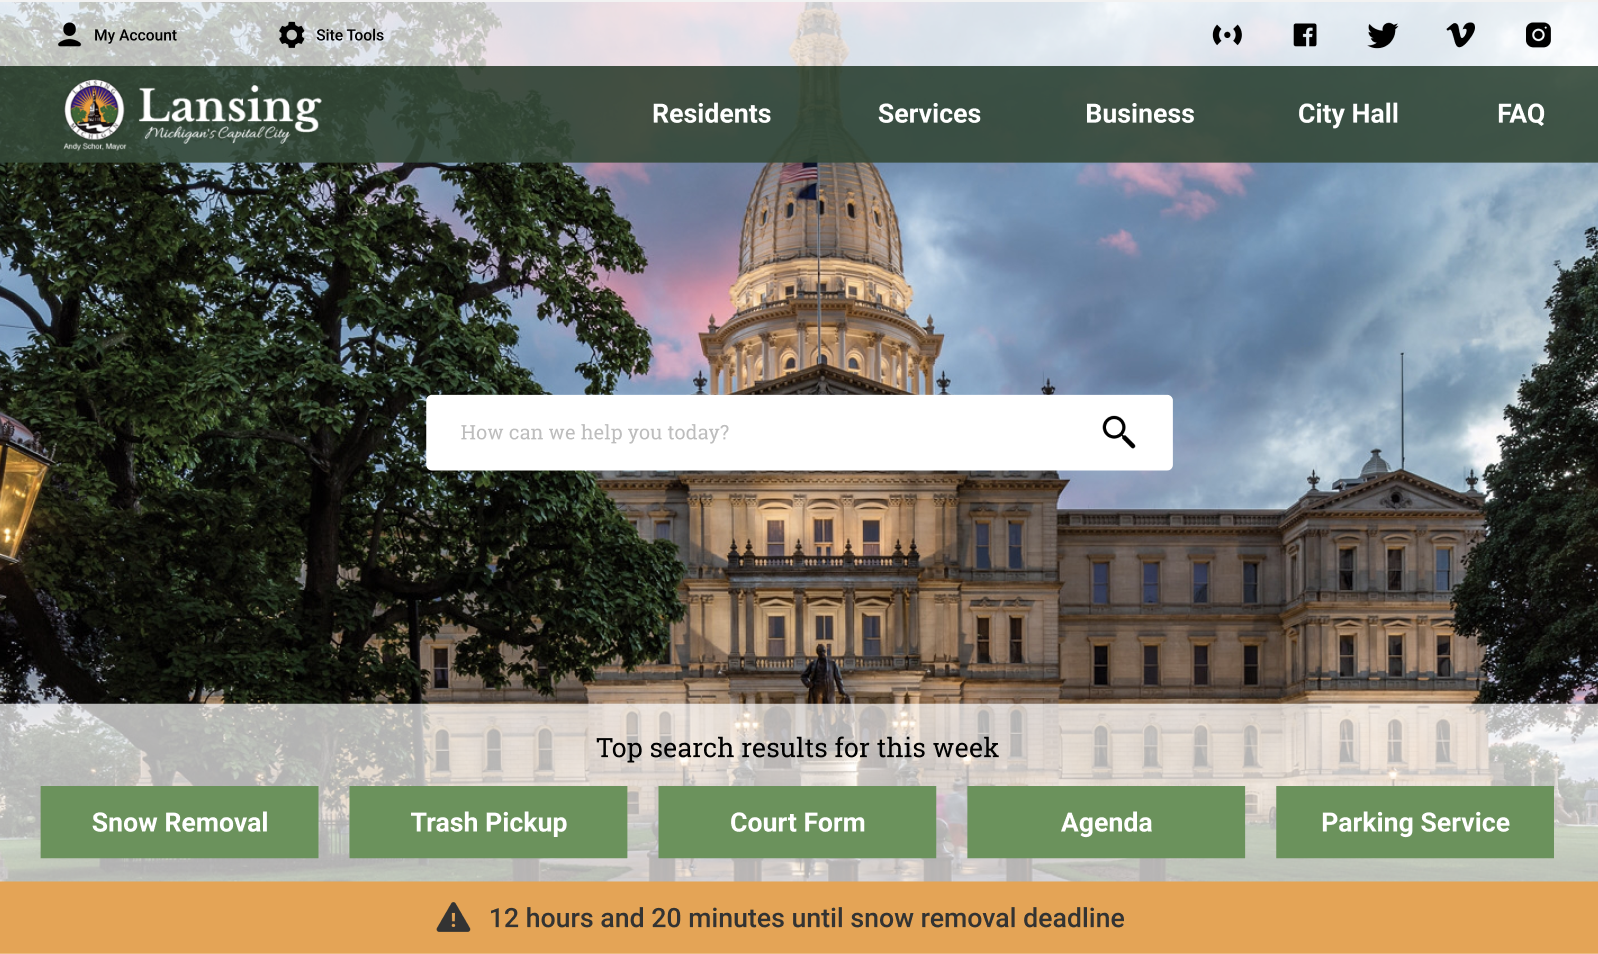 My Account
Site Tools
LANSING
MICHIGAN
Lansing
Michigan's Capital City
Andy Schor, Mayor
Residents
Services
Business
City Hall
FAQ
How can we help you today?
Top search results for this week
Snow Removal
Trash Pickup
Court Form
Agenda
Parking Service
12 hours and 20 minutes until snow removal deadline